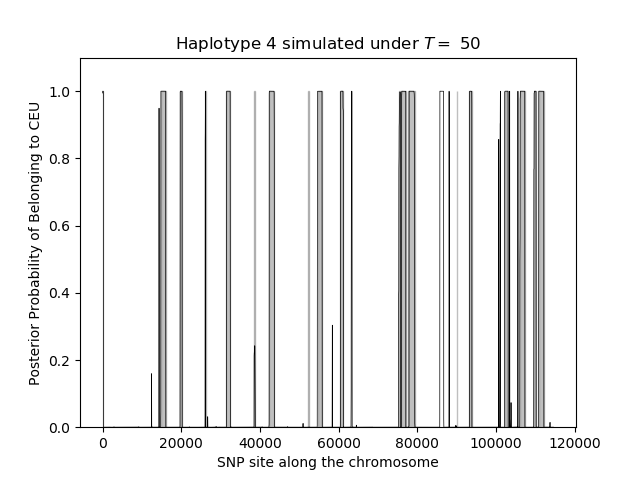 Haplotype 4 simulated under T = 50
Posterior Probability of Belonging to CEU
1.0
0.8
0.6
0.4
0.2
0.0
0 20000 40000 60000 80000 100000 120000
SNP site along the chromosome